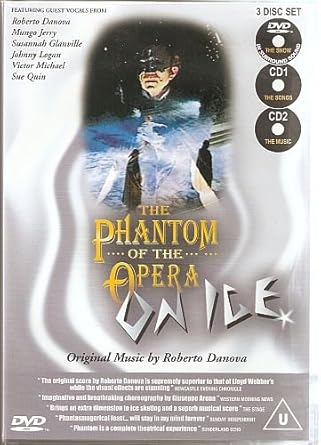 FEATURING GUEST VOCALS FROM
Roberto Danova
Mungo Jerry
Susannah Glanville
Johnny Logan
Victor Michael
Sue Quin
3 DISC SET
DVD
THE SHOW
IN SURROUND SOUND
CD1
THE SONGS
CD2
THE MUSIC
THE
PHANTOM
OF THE
OPERA
ON ICE
Original Music by Roberto Danova
"The original score by Roberto Danova is supremely superior to that of Lloyd Webber's
while the visual effects are stunning" NEWCASTLE EVENING CHRONICLE
"Imaginative and breathtaking choreography by Giuseppe Arena" WESTERN MORNING NEWS
"Brings an extra dimension to ice skating and a superb musical score" THE STAGE
"Phantasmagorical feast... will stay in my mind forever" SUNDAY INDEPENDENT
"Phantom is a complete theatrical experience" SUNDERLAND ECHO
DVD
U